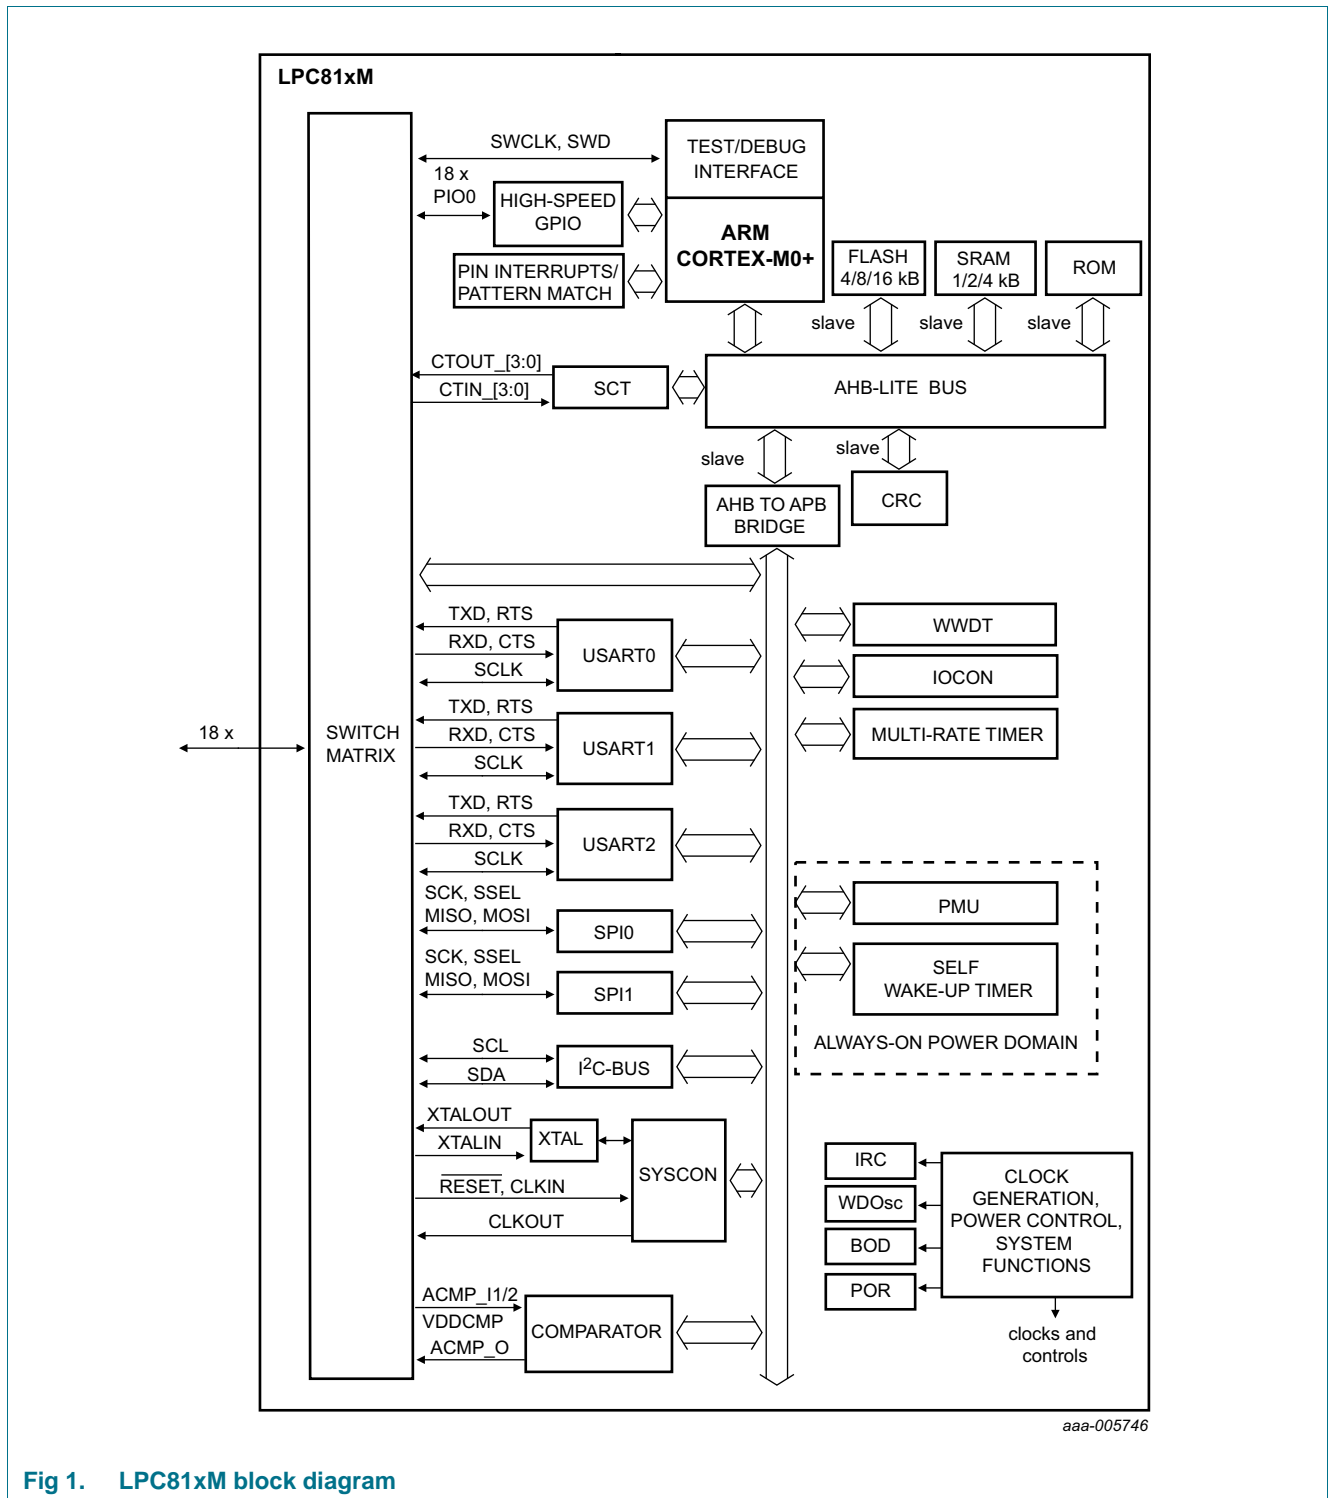 LPC81xM
SWCLK, SWD
TEST/DEBUG
INTERFACE
18 x
PIO0
HIGH-SPEED
GPIO
ARM
CORTEX-M0+
PIN INTERRUPTS/
PATTERN MATCH
FLASH
4/8/16 kB
SRAM
1/2/4 kB
ROM
slave
slave
slave
CTOUT_[3:0]
CTIN_[3:0]
SCT
AHB-LITE BUS
slave
slave
AHB TO APB
BRIDGE
CRC
TXD, RTS
RXD, CTS
SCLK
USART0
WWDT
IOCON
TXD, RTS
RXD, CTS
SCLK
USART1
MULTI-RATE TIMER
18 x
SWITCH
MATRIX
TXD, RTS
RXD, CTS
SCLK
USART2
SCK, SSEL
MISO, MOSI
SPI0
PMU
SCK, SSEL
MISO, MOSI
SPI1
SELF
WAKE-UP TIMER
ALWAYS-ON POWER DOMAIN
SCL
SDA
I2C-BUS
XTALOUT
XTALIN
XTAL
RESET, CLKIN
CLKOUT
SYSCON
IRC
WDOsc
BOD
POR
CLOCK
GENERATION,
POWER CONTROL,
SYSTEM
FUNCTIONS
clocks and
controls
ACMP_I1/2
VDDCMP
ACMP_O
COMPARATOR
aaa-005746
Fig 1. LPC81xM block diagram